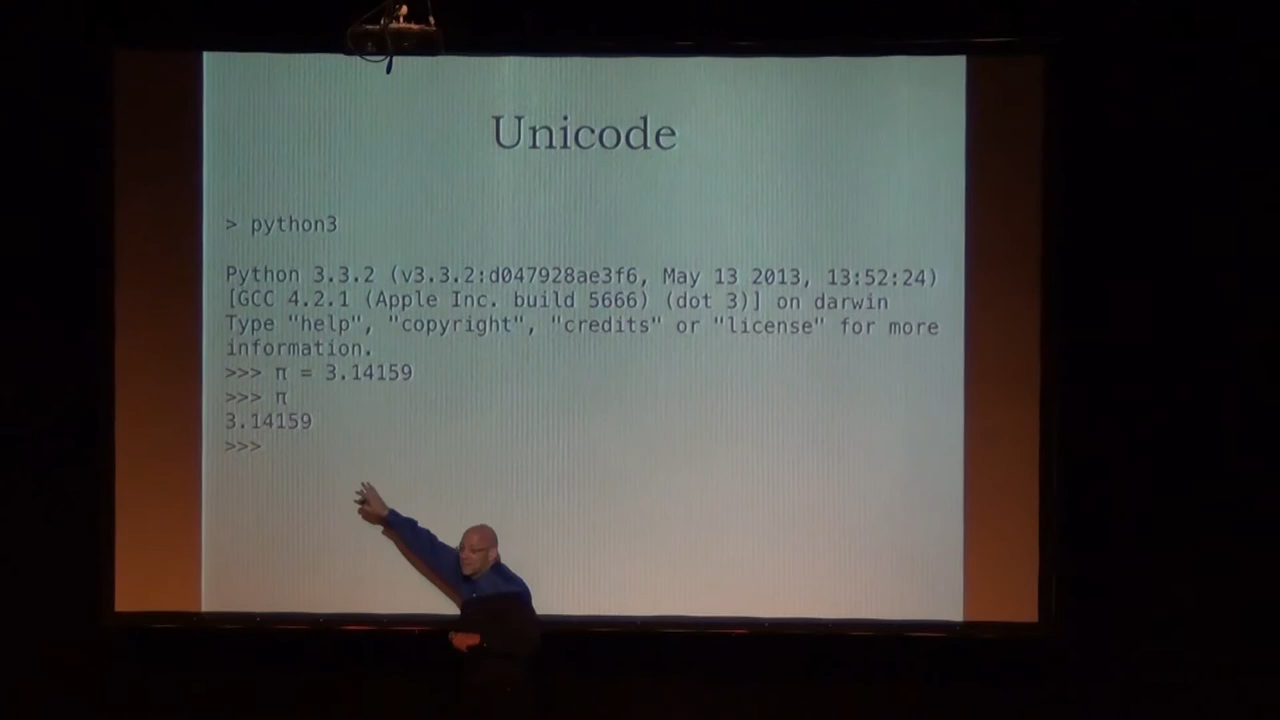 Unicode
> python3
Python 3.3.2 (v3.3.2:d047928ae3f6, May 13 2013, 13:52:24)
[GCC 4.2.1 (Apple Inc. build 5666) (dot 3)] on darwin
Type "help", "copyright", "credits" or "license" for more
information.
>>> π = 3.14159
>>> π
3.14159
>>>